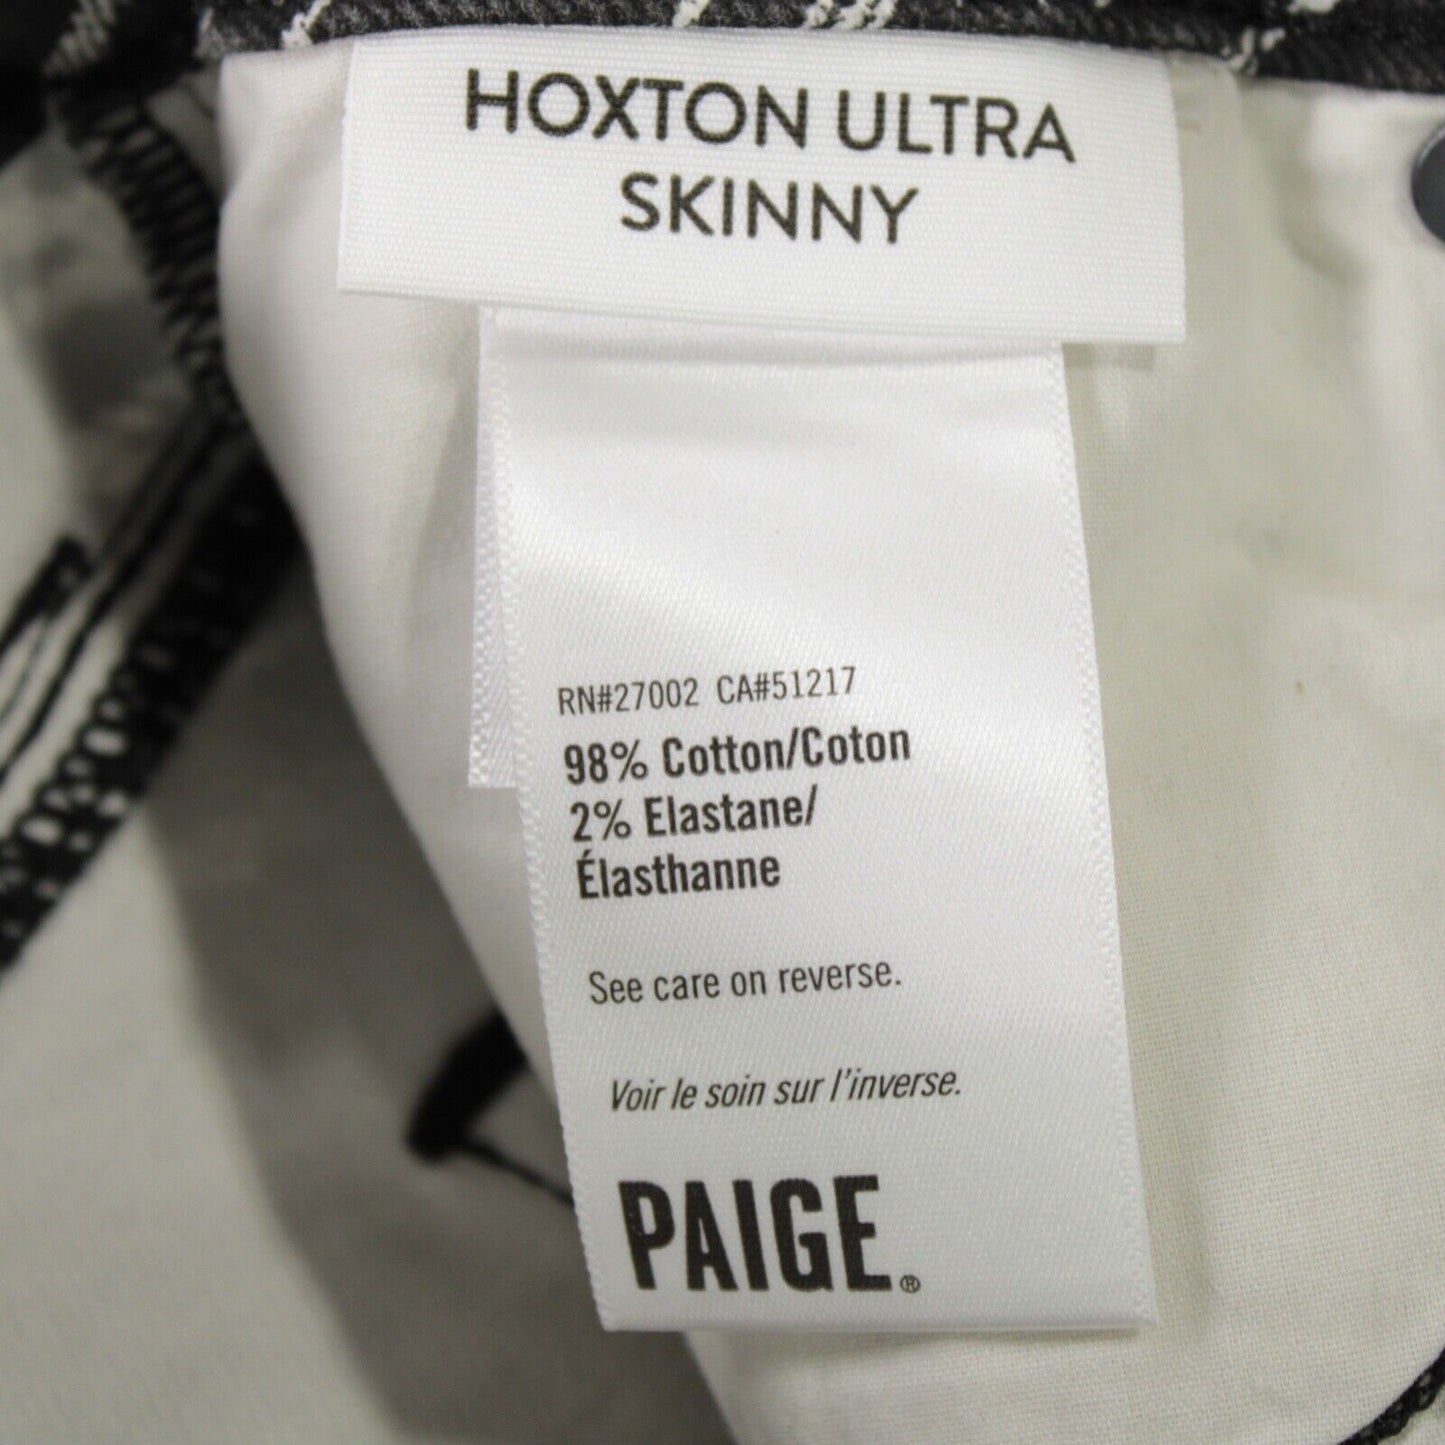 HOXTON ULTRA
SKINNY
RN#27002 CA#51217
98% Cotton/Coton
2% Elastane/
Élasthanne
See care on reverse.
Voir le soin sur l'inverse.
PAIGE®